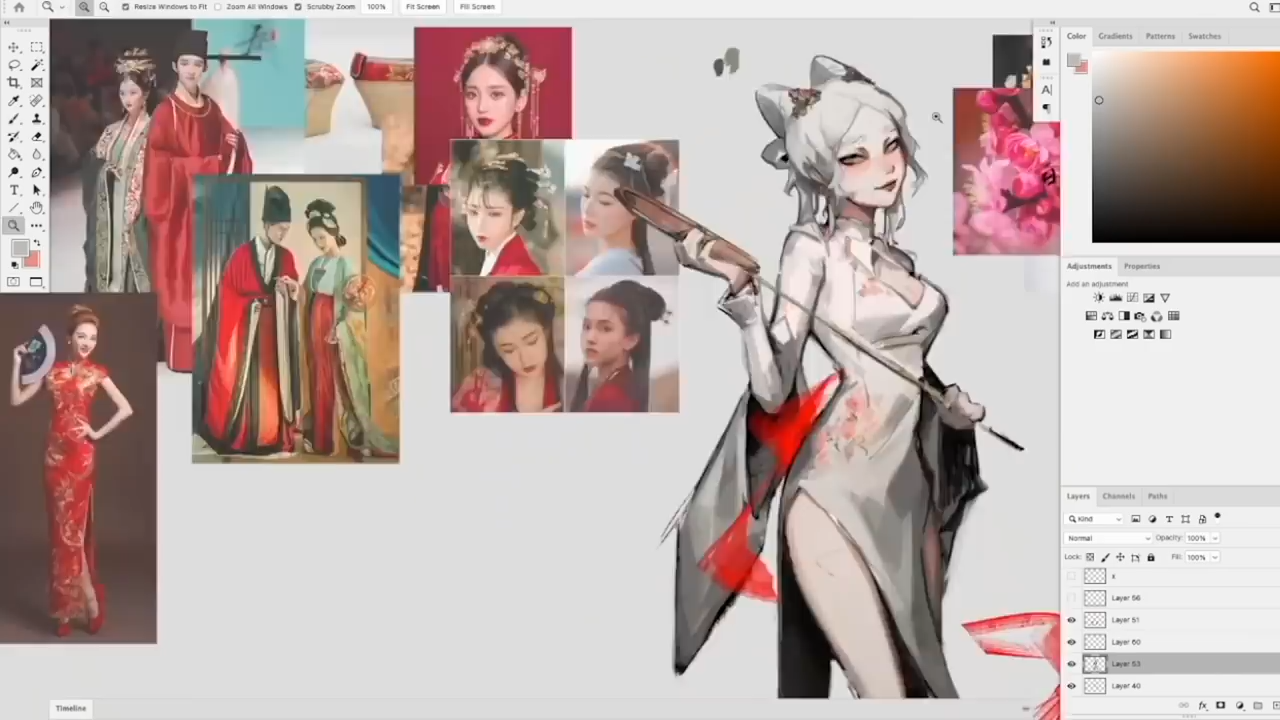 Resize Windows to Fit Zoom All Windows Scrubby Zoom 100% Fit Screen Fill Screen
Color Gradients Patterns Swatches
Adjustments Properties
Add an adjustment
Layers Channels Paths
Kind
Normal Opacity: 100%
Lock: Fill: 100%
x
Layer 56
Layer 51
Layer 60
Layer 53
Layer 40
Timeline